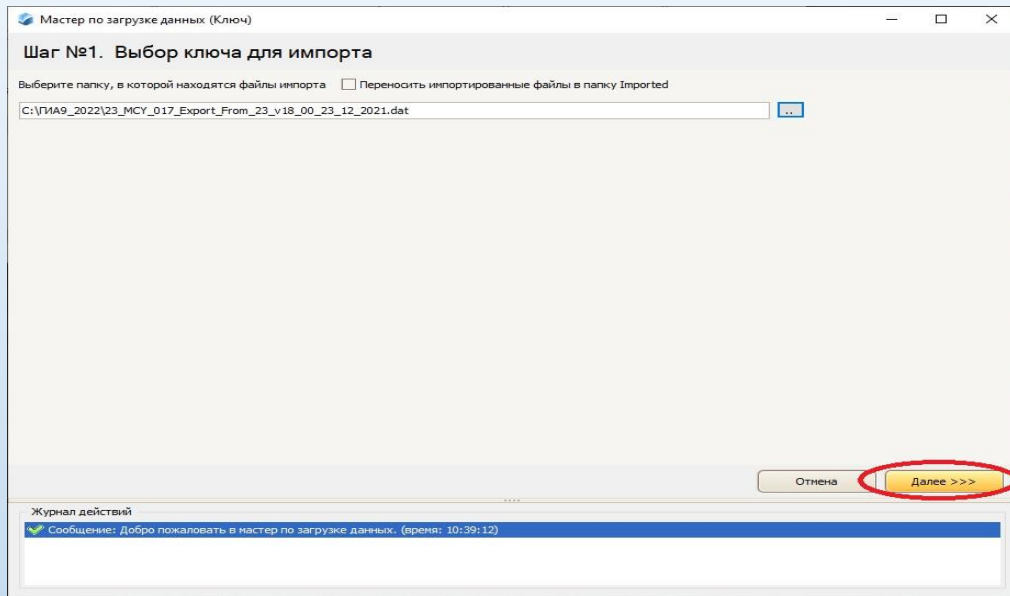 Мастер по загрузке данных (Ключ)
Шаг №1. Выбор ключа для импорта
Выберите папку, в которой находятся файлы импорта Переносить импортированные файлы в папку Imported
C:\ГИА9_2022\23_MCY_017_Export_From_23_v18_00_23_12_2021.dat
..
Отмена Далее >>>
Журнал действий
Сообщение: Добро пожаловать в мастер по загрузке данных. (время: 10:39:12)